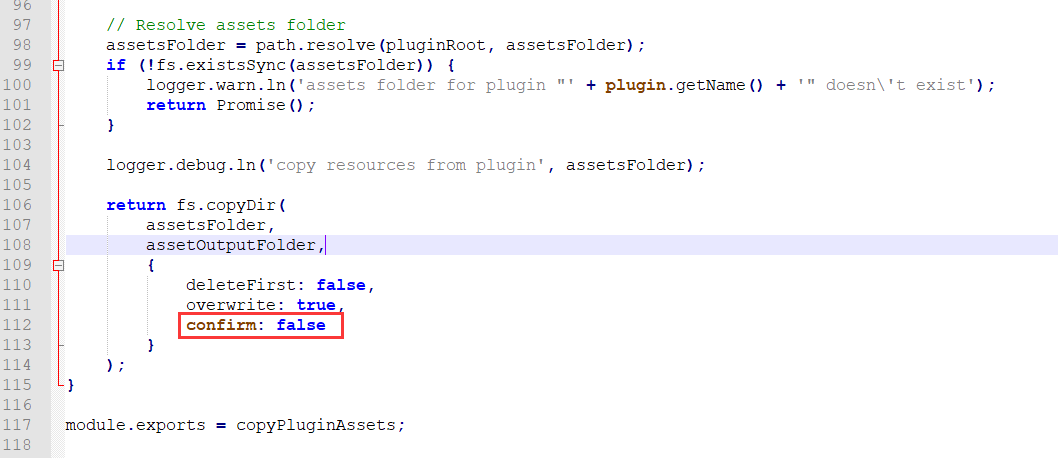 96
97 // Resolve assets folder
98 assetsFolder = path.resolve(pluginRoot, assetsFolder);
99 if (!fs.existsSync(assetsFolder)) {
100 logger.warn.ln('assets folder for plugin "' + plugin.getName() + '" doesn\'t exist');
101 return Promise();
102 }
103
104 logger.debug.ln('copy resources from plugin', assetsFolder);
105
106 return fs.copyDir(
107 assetsFolder,
108 assetOutputFolder,
109 {
110 deleteFirst: false,
111 overwrite: true,
112 confirm: false
113 }
114 );
115 }
116
117 module.exports = copyPluginAssets;
118